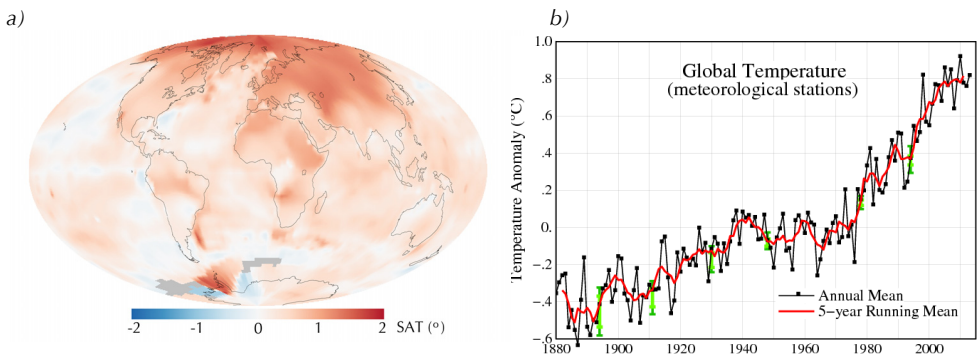 a)
b)
-2
-1
0
1
2
SAT (º)
Global Temperature
(meteorological stations)
Temperature Anomaly (°C)
1.0
.8
.6
.4
.2
0.
-.2
-.4
-.6
1880
1900
1920
1940
1960
1980
2000
Annual Mean
5-year Running Mean